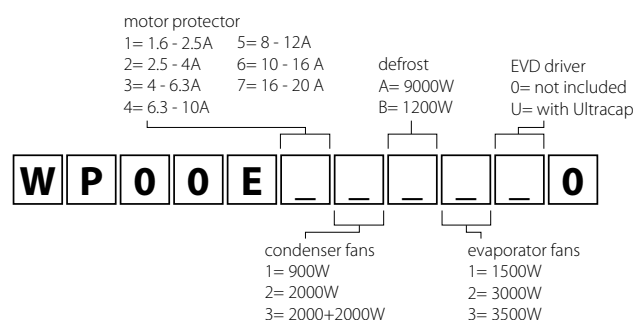 motor protector
1= 1.6 - 2.5A 5= 8 - 12A
2= 2.5 - 4A 6= 10 - 16 A
3= 4 - 6.3A 7= 16 - 20 A
4= 6.3 - 10A
defrost
A= 9000W
B= 1200W
EVD driver
0= not included
U= with Ultracap
W P 0 0 E _ _ _ _ _ 0
condenser fans
1= 900W
2= 2000W
3= 2000+2000W
evaporator fans
1= 1500W
2= 3000W
3= 3500W